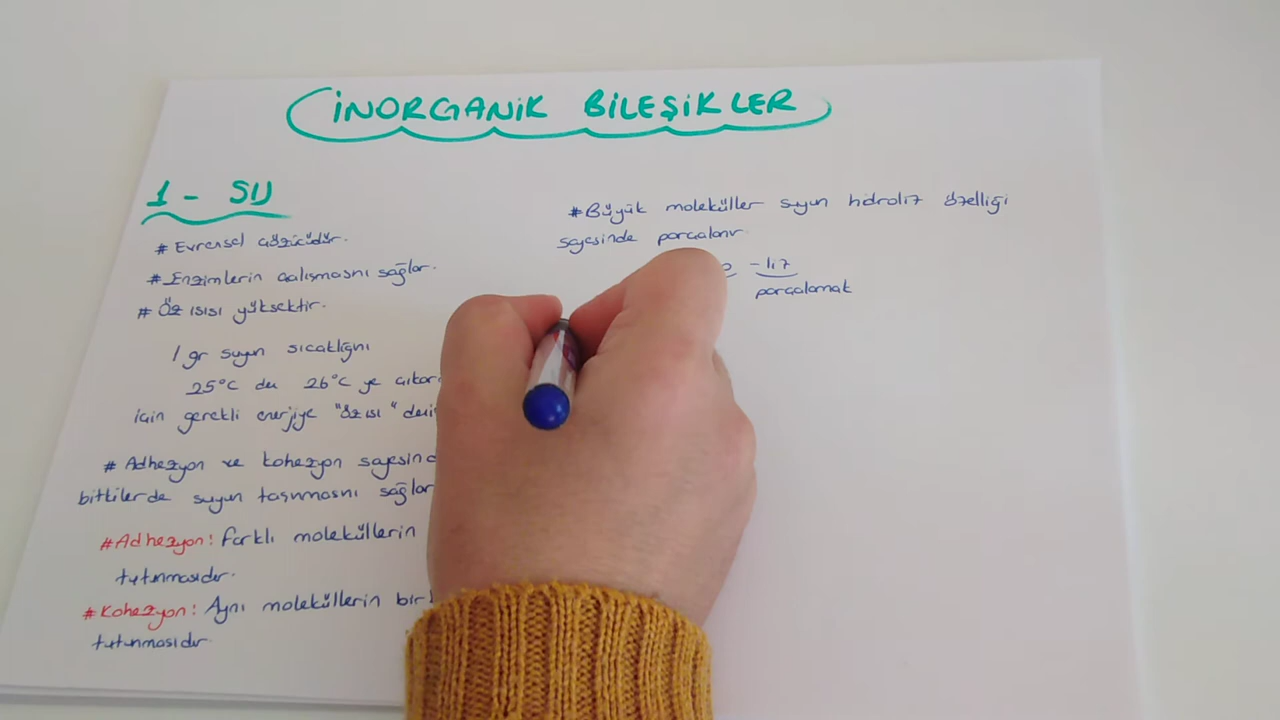 İNORGANİK BİLEŞİKLER
1 - SU
# Evrensel çözücüdür.
# Enzimlerin çalışmasını sağlar.
# Öz ısısı yüksektir.
1 gr suyun sıcaklığını
25°C den 26°C ye
için gerekli enerjiye "öz ısı"
# Adhezyon ve kohezyon
bitkilerde suyun taşınmasını sağlar
# Adhezyon: Farklı moleküllerin
tutunmasıdır.
# Kohezyon: Aynı moleküllerin
tutunmasıdır
# Büyük moleküller suyun hidroliz özelliği
sayesinde parçalanır.
-liz
parçalamak